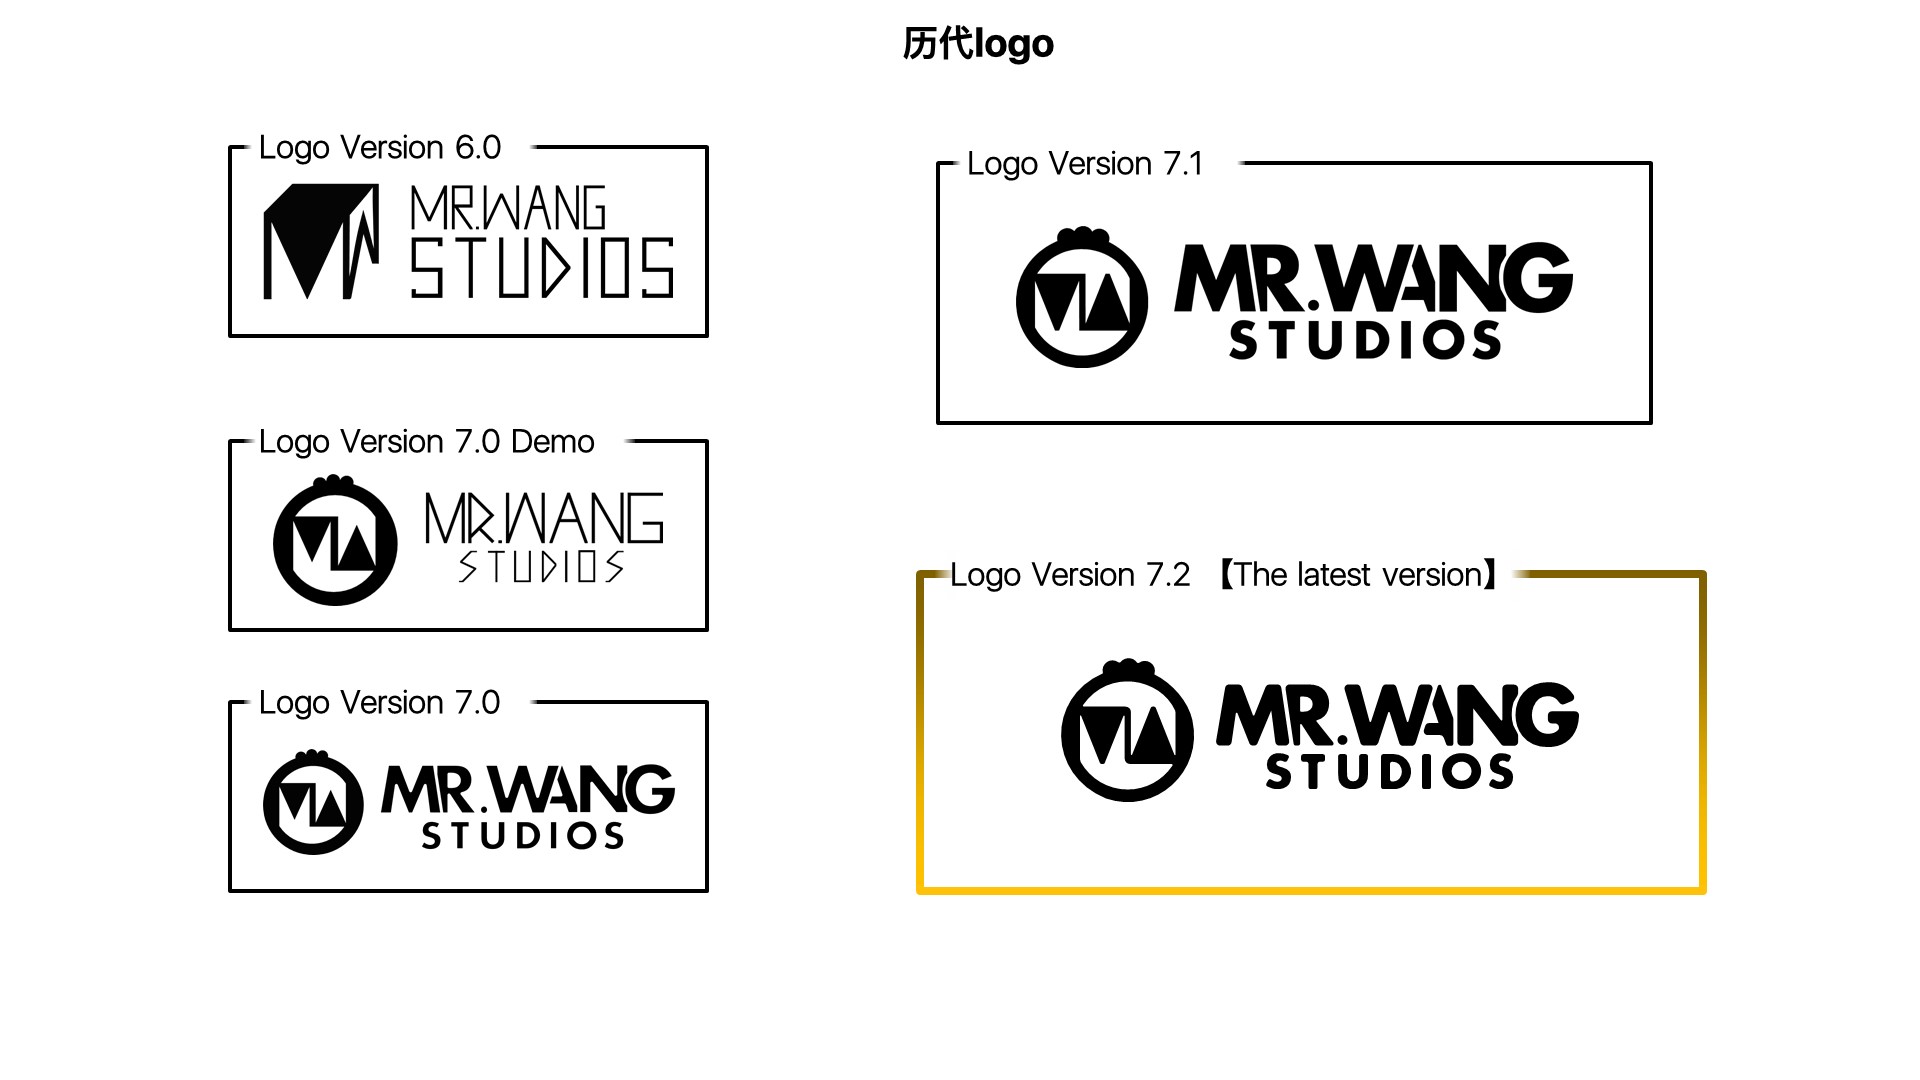 历代logo
Logo Version 6.0
MR.WANG
STUDIOS
Logo Version 7.0 Demo
MR.WANG
STUDIOS
Logo Version 7.0
MR.WANG
STUDIOS
Logo Version 7.1
MR.WANG
STUDIOS
Logo Version 7.2 【The latest version】
MR.WANG
STUDIOS